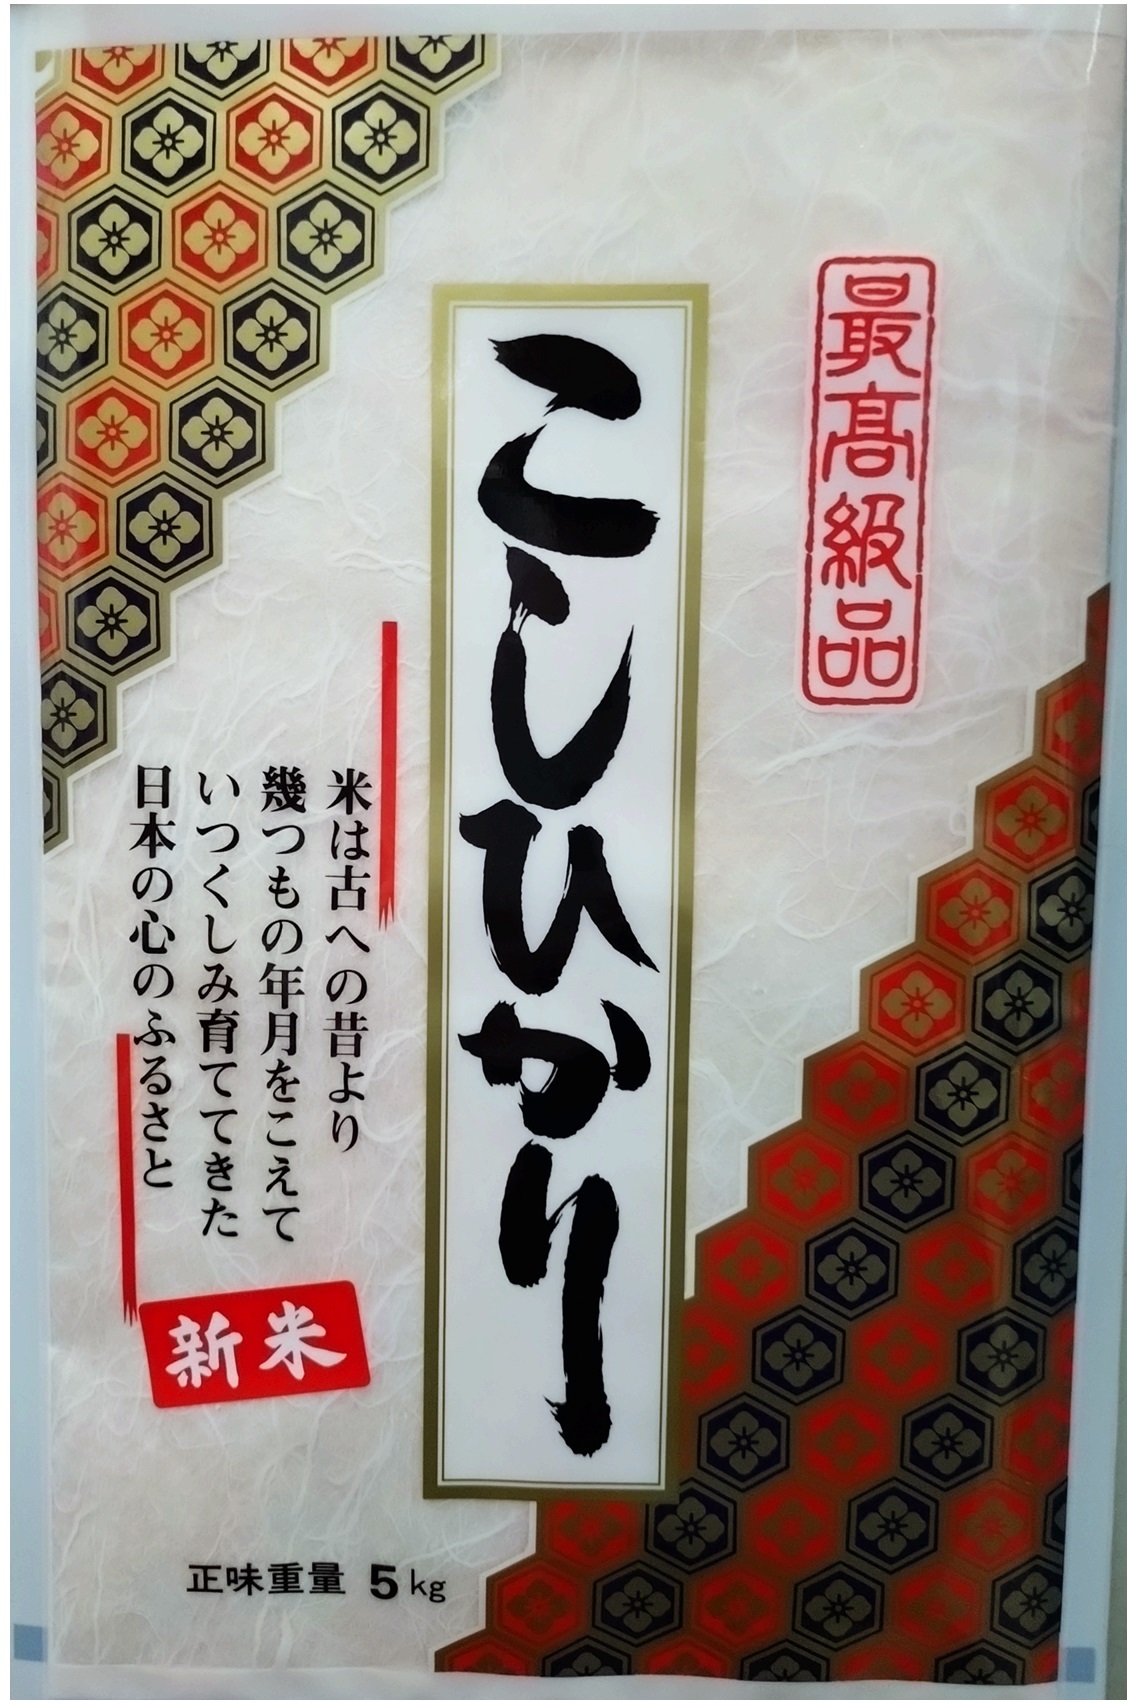 最高級品
こしひかり
米は古への昔より
幾つもの年月をこえて
いつくしみ育ててきた
日本の心のふるさと
新米
正味重量 5kg